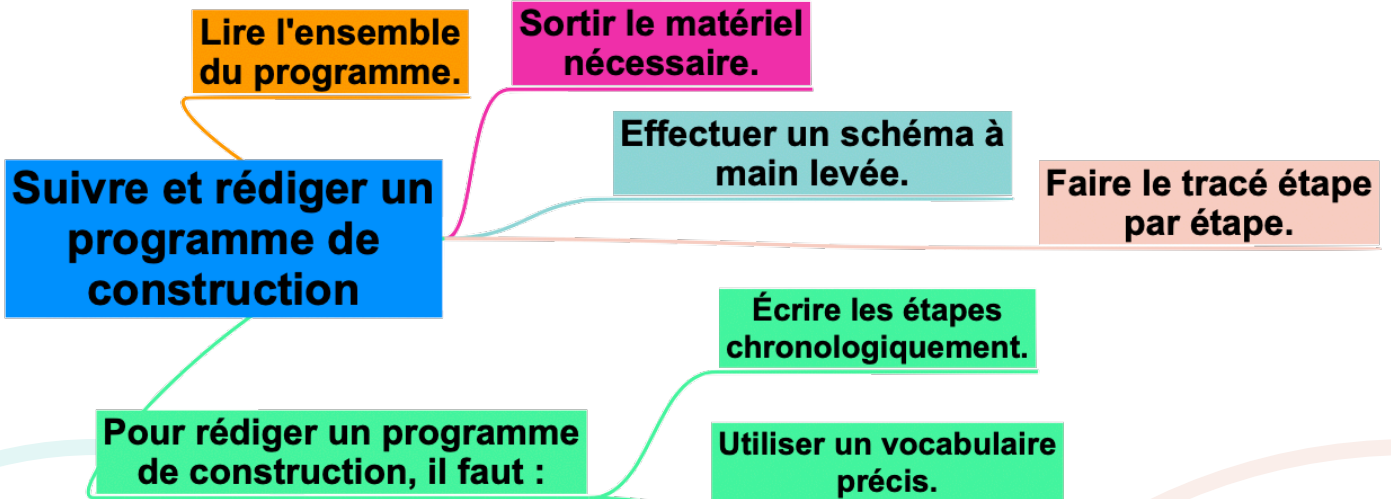 Lire l'ensemble
du programme.
Sortir le matériel
nécessaire.
Effectuer un schéma à
main levée.
Faire le tracé étape
par étape.
Suivre et rédiger un
programme de
construction
Écrire les étapes
chronologiquement.
Pour rédiger un programme
de construction, il faut :
Utiliser un vocabulaire
précis.